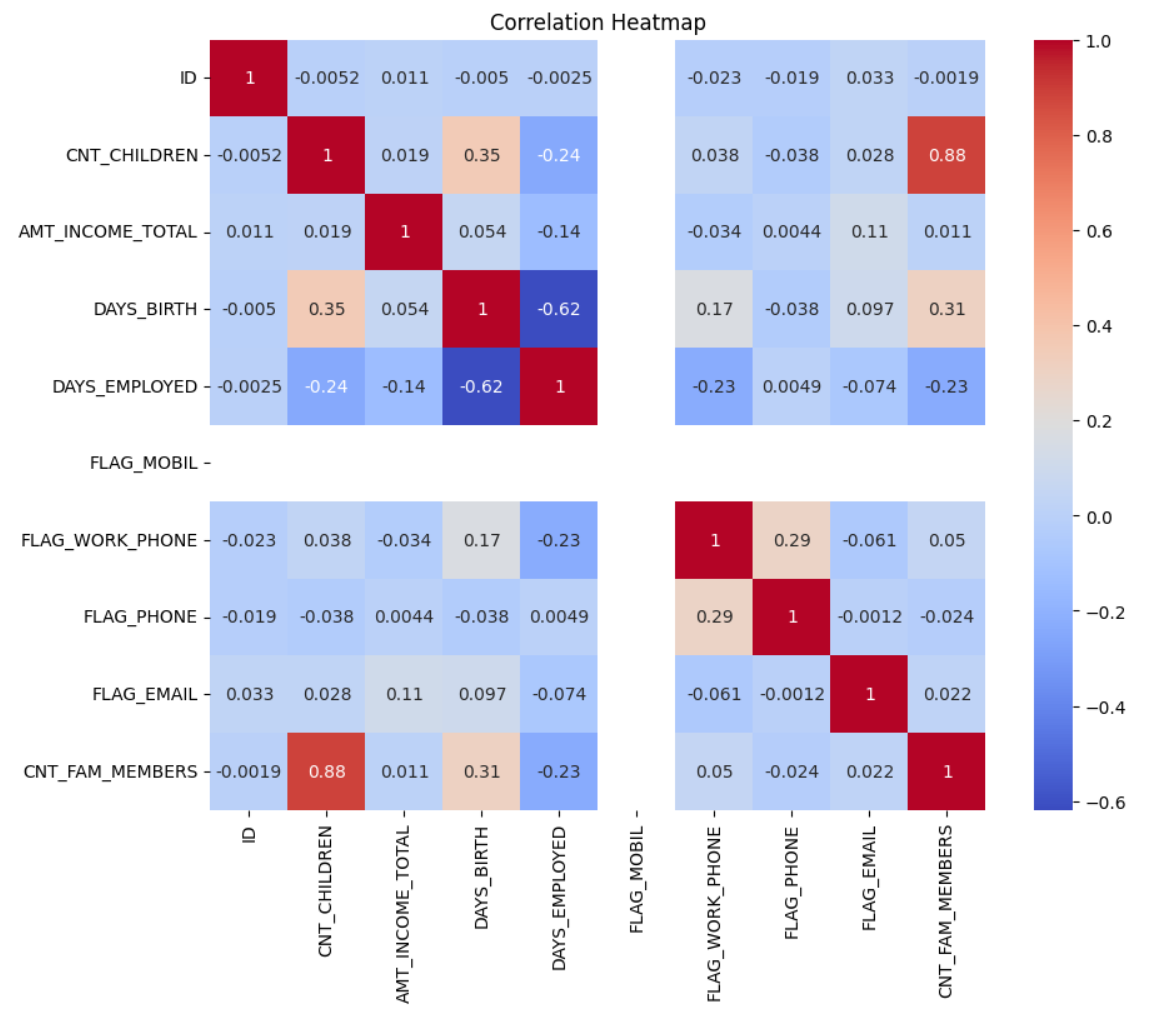 Correlation Heatmap
ID 1 -0.0052 0.011 -0.005 -0.0025 -0.023 -0.019 0.033 -0.0019
CNT_CHILDREN -0.0052 1 0.019 0.35 -0.24 0.038 -0.038 0.028 0.88
AMT_INCOME_TOTAL 0.011 0.019 1 0.054 -0.14 -0.034 0.0044 0.11 0.011
DAYS_BIRTH -0.005 0.35 0.054 1 -0.62 0.17 -0.038 0.097 0.31
DAYS_EMPLOYED -0.0025 -0.24 -0.14 -0.62 1 -0.23 0.0049 -0.074 -0.23
FLAG_MOBIL
FLAG_WORK_PHONE -0.023 0.038 -0.034 0.17 -0.23 1 0.29 -0.061 0.05
FLAG_PHONE -0.019 -0.038 0.0044 -0.038 0.0049 0.29 1 -0.0012 -0.024
FLAG_EMAIL 0.033 0.028 0.11 0.097 -0.074 -0.061 -0.0012 1 0.022
CNT_FAM_MEMBERS -0.0019 0.88 0.011 0.31 -0.23 0.05 -0.024 0.022 1
ID
CNT_CHILDREN
AMT_INCOME_TOTAL
DAYS_BIRTH
DAYS_EMPLOYED
FLAG_MOBIL
FLAG_WORK_PHONE
FLAG_PHONE
FLAG_EMAIL
CNT_FAM_MEMBERS
1.0
0.8
0.6
0.4
0.2
0.0
−0.2
−0.4
−0.6